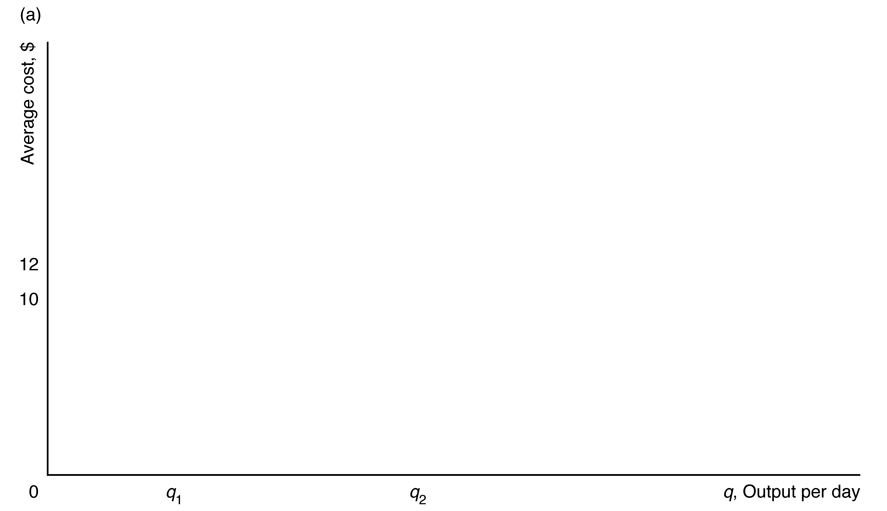 (a)
Average cost, $
12
10
0
q1
q2
q, Output per day